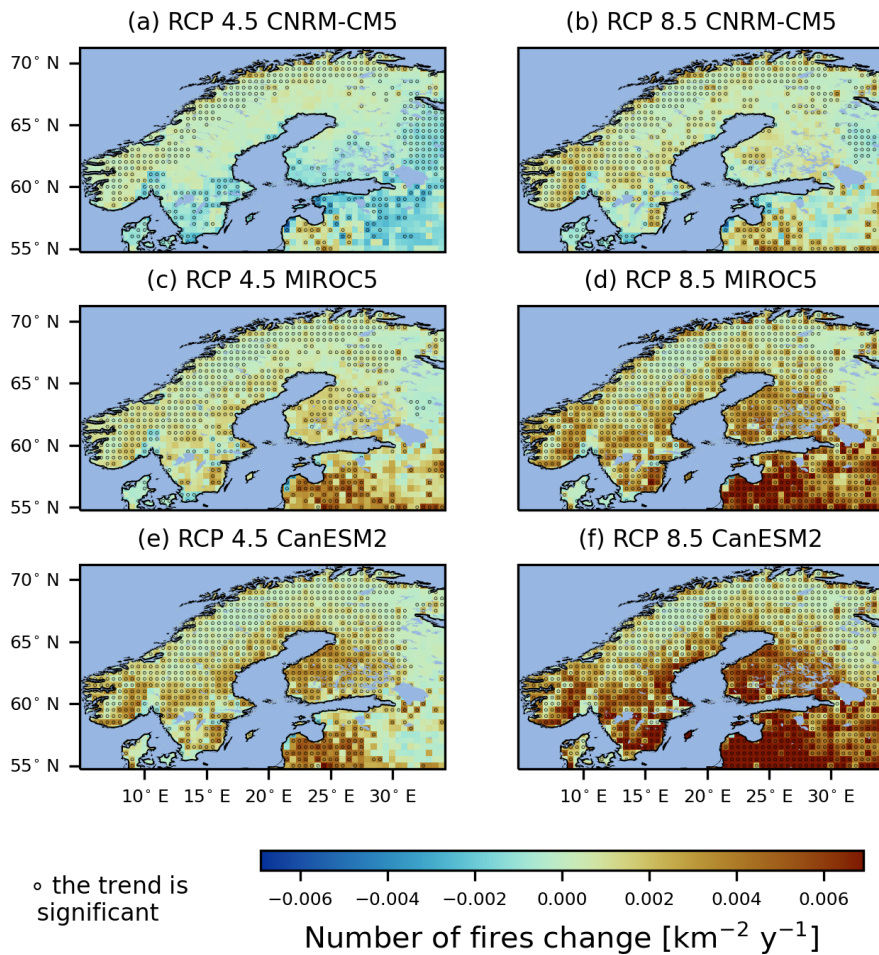 (a) RCP 4.5 CNRM-CM5
(b) RCP 8.5 CNRM-CM5
70° N
65° N
60° N
55° N
(c) RCP 4.5 MIROC5
(d) RCP 8.5 MIROC5
70° N
65° N
60° N
55° N
(e) RCP 4.5 CanESM2
(f) RCP 8.5 CanESM2
70° N
65° N
60° N
55° N
10° E 15° E 20° E 25° E 30° E
10° E 15° E 20° E 25° E 30° E
∘ the trend is
significant
−0.006 −0.004 −0.002 0.000 0.002 0.004 0.006
Number of fires change [km⁻² y⁻¹]